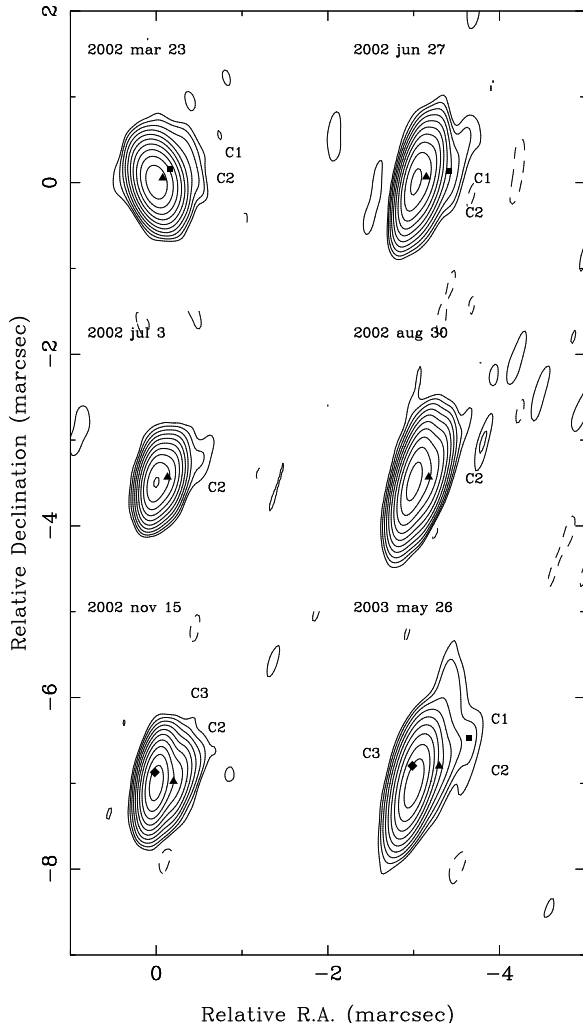 2
2002 mar 23 2002 jun 27
C1
C2
C1
C2
0
2002 jul 3 2002 aug 30
−2
C2
C2
−4
2002 nov 15 2003 may 26
C3
C2
C1
C3
C2
−6
−8
0 −2 −4
Relative R.A. (marcsec)
Relative Declination (marcsec)